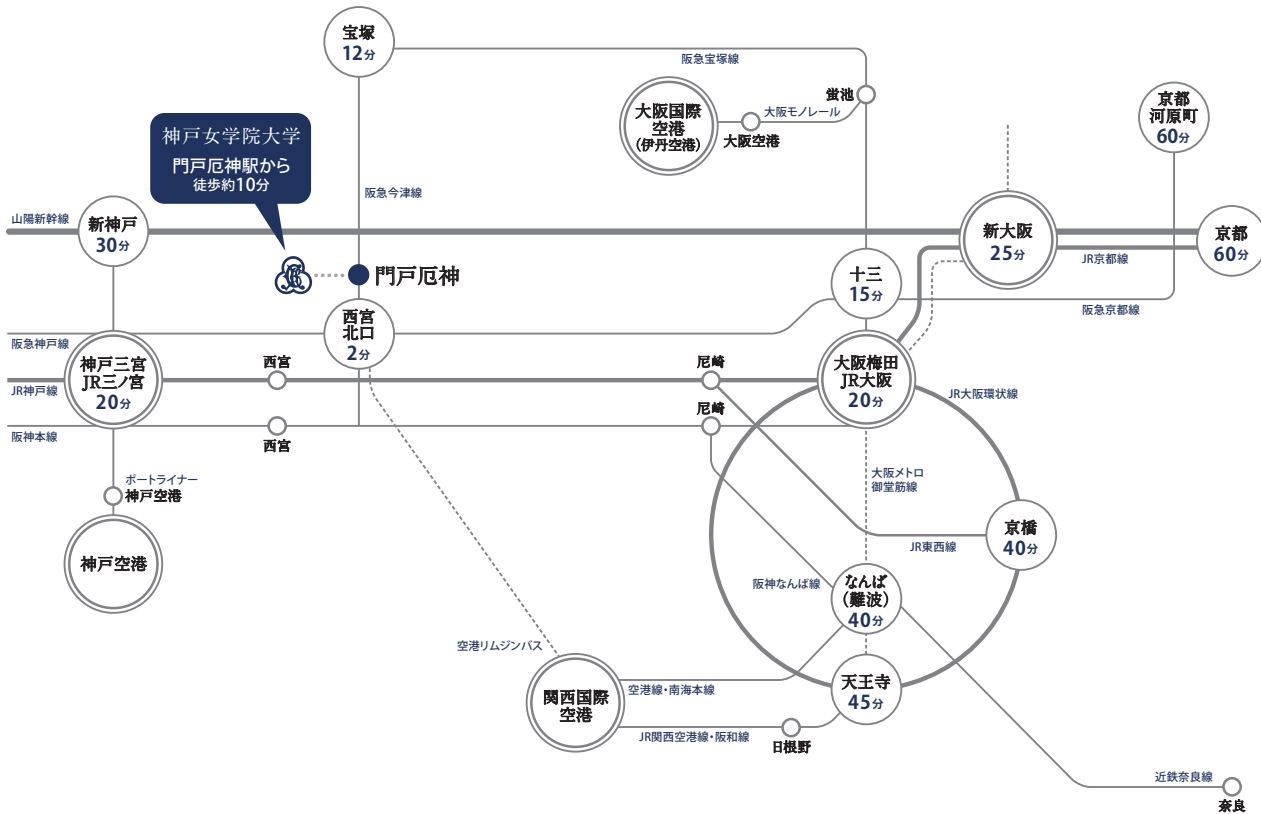 宝塚
12分
阪急宝塚線
蛍池
大阪モノレール
大阪国際
空港
(伊丹空港)
大阪空港
京都
河原町
60分
神戸女学院大学
門戸厄神駅から
徒歩約10分
阪急今津線
山陽新幹線
新神戸
30分
新大阪
25分
京都
60分
JR京都線
門戸厄神
十三
15分
阪急京都線
西宮
北口
2分
阪急神戸線
神戸三宮
JR三ノ宮
20分
JR神戸線
西宮
尼崎
大阪梅田
JR大阪
20分
JR大阪環状線
尼崎
阪神本線
西宮
大阪メトロ
御堂筋線
ポートライナー
神戸空港
神戸空港
京橋
40分
JR東西線
阪神なんば線
なんば
(難波)
40分
空港リムジンバス
関西国際
空港
空港線・南海本線
天王寺
45分
JR関西空港線・阪和線
日根野
近鉄奈良線
奈良